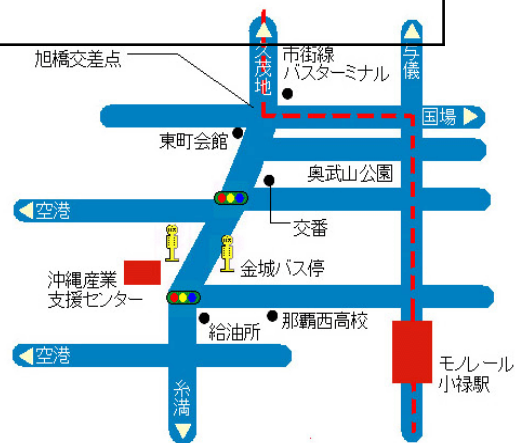 旭橋交差点
久茂地
市街線
バスターミナル
与儀
国場
東町会館
奥武山公園
空港
交番
金城バス停
沖縄産業
支援センター
給油所
那覇西高校
空港
モノレール
小禄駅
糸満